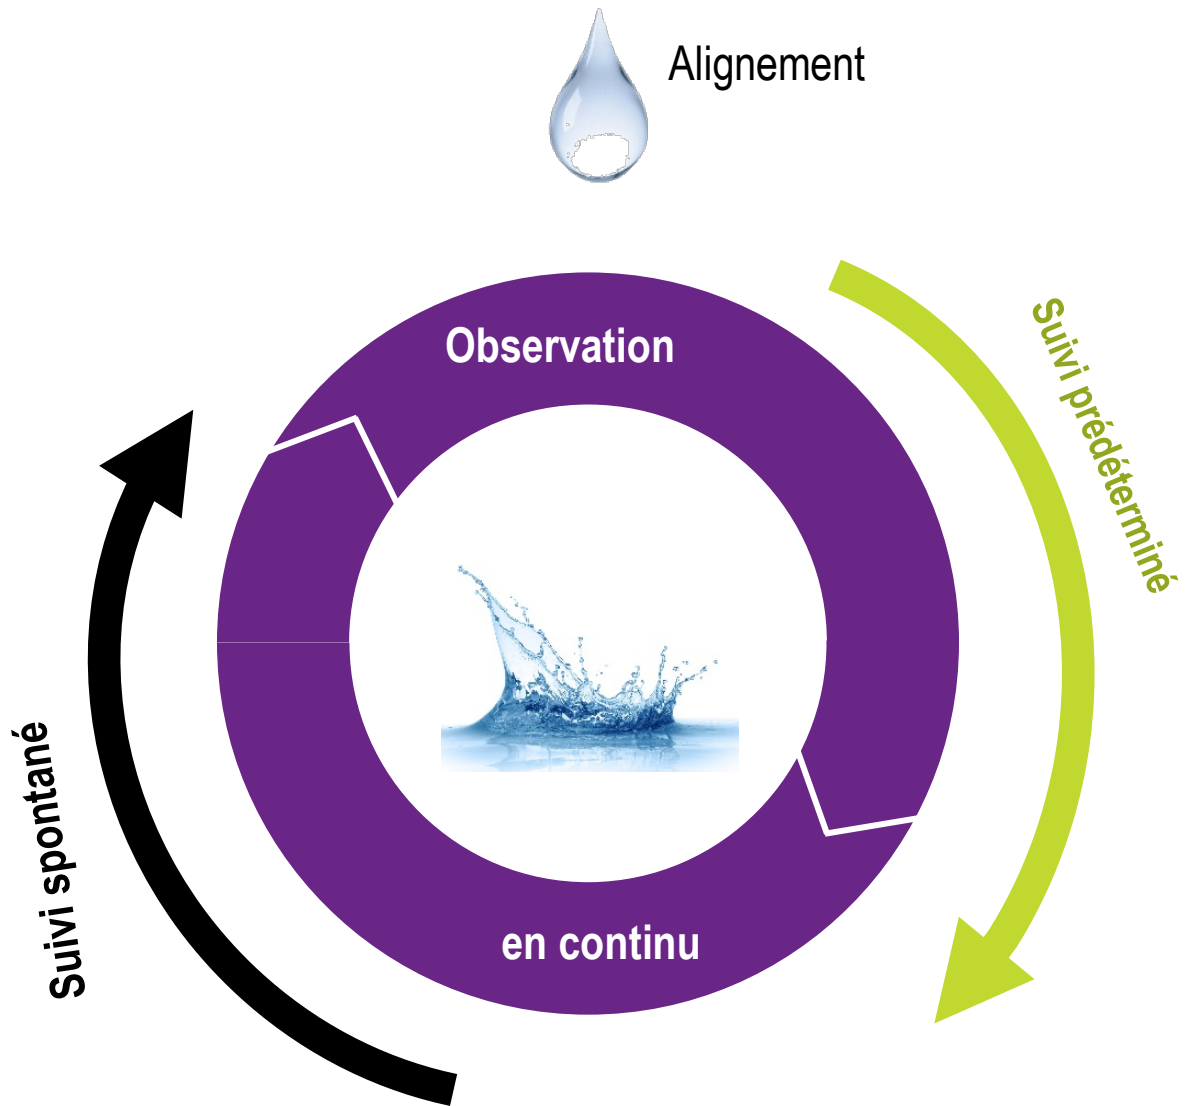 Alignement
Observation
Suivi prédéterminé
Suivi spontané
en continu